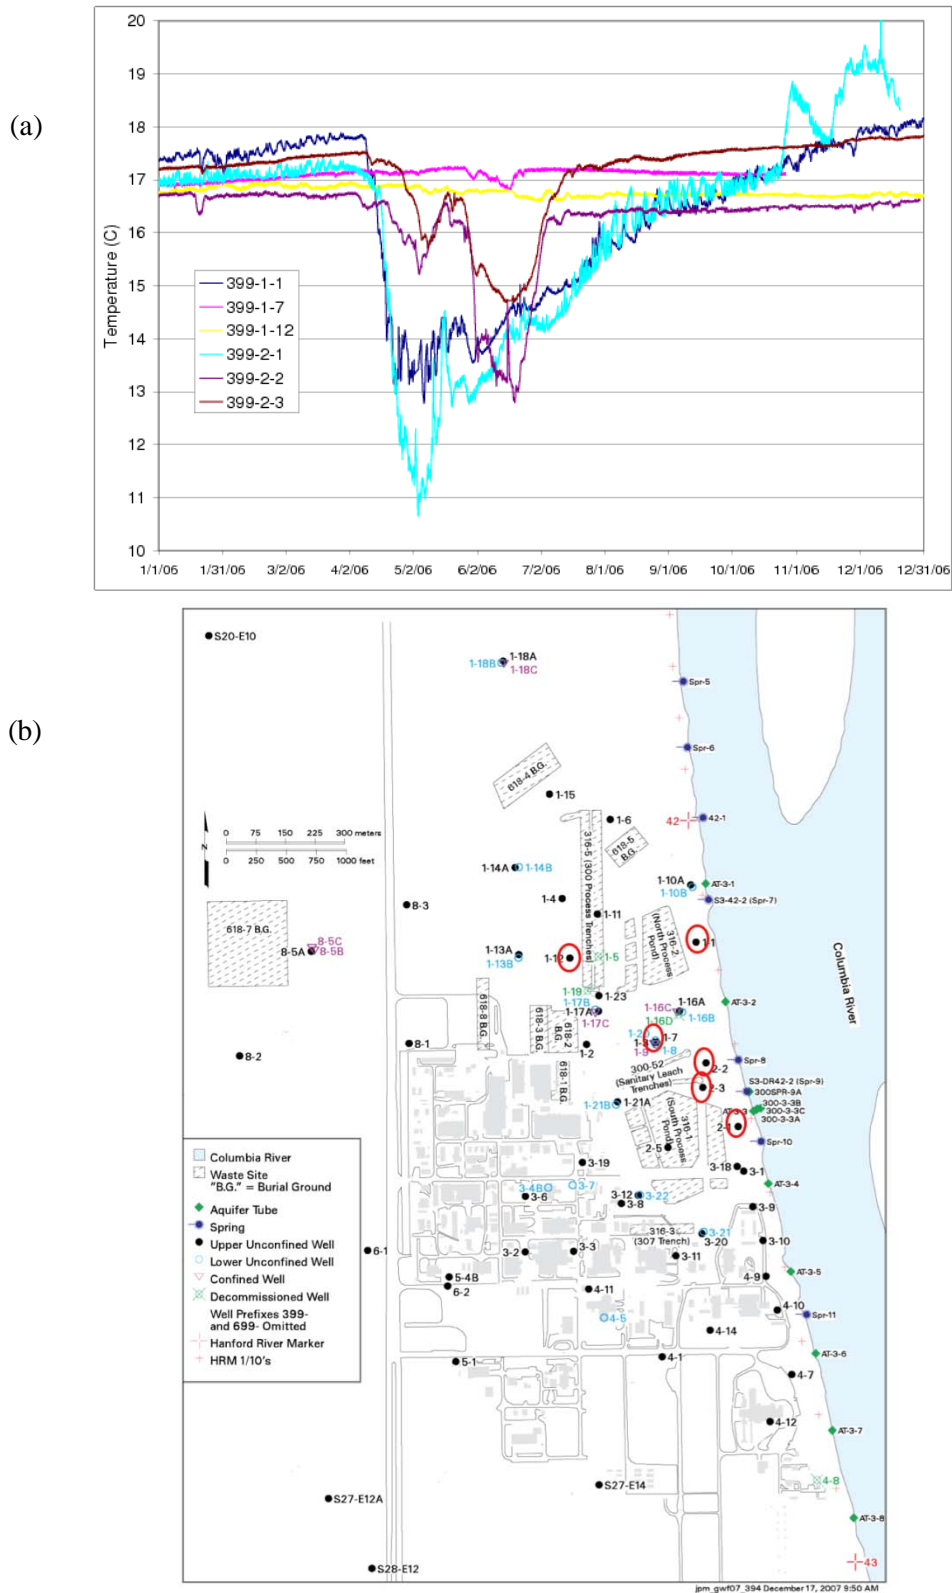 (a)
20
19
18
17
16
15
14
13
12
11
10
Temperature (C)
399-1-1
399-1-7
399-1-12
399-2-1
399-2-2
399-2-3
1/1/06 1/31/06 3/2/06 4/2/06 5/2/06 6/2/06 7/2/06 8/1/06 9/1/06 10/1/06 11/1/06 12/1/06 12/31/06
(b)
S20-E10
1-18A
1-18B
1-18C
Spr-5
Spr-6
618-4 B.G.
1-15
1-6
42
42-1
0 75 150 225 300 meters
0 250 500 750 1000 feet
N
316-5 (300 Process Trenches)
618-5 B.G.
1-14A
1-14B
1-10A
1-10B
AT-3-1
S3-42-2 (Spr-7)
8-3
1-4
1-11
618-7 B.G.
316-2 (North Process Pond)
1-1
8-5C
8-5A
8-5B
1-13A
1-13B
1-12
1-5
Columbia River
1-19
1-23
AT-3-2
1-17B
1-17A
1-17C
1-16C
1-16A
1-16D
1-16B
618-8 B.G.
618-3 B.G.
618-2 B.G.
8-1
8-2
1-2
1-7
1-8
1-9
300-52 (Sanitary Leach Trenches)
2-2
Spr-8
618-1 B.G.
2-3
S3-DR42-2 (Spr-9)
300SPR-9A
300-3-3B
300-3-3C
300-3-3A
AT-3-3
1-21B
1-21A
316-1 (South Process Pond)
2-1
2-5
Spr-10
3-19
3-18
3-1
3-4B
3-7
3-6
3-12
3-22
3-8
AT-3-4
3-9
316-3 (307 Trench)
3-21
3-20
3-10
6-1
3-2
3-3
3-11
5-4B
6-2
4-11
4-9
AT-3-5
4-10
Spr-11
4-5
4-14
AT-3-6
5-1
4-1
4-7
4-12
AT-3-7
4-8
S27-E14
S27-E12A
AT-3-8
43
S28-E12
Columbia River
Waste Site
"B.G." = Burial Ground
Aquifer Tube
Spring
Upper Unconfined Well
Lower Unconfined Well
Confined Well
Decommissioned Well
Well Prefixes 399-
and 699- Omitted
Hanford River Marker
HRM 1/10's
jpm_gwf07_394 December 17, 2007 9:50 AM